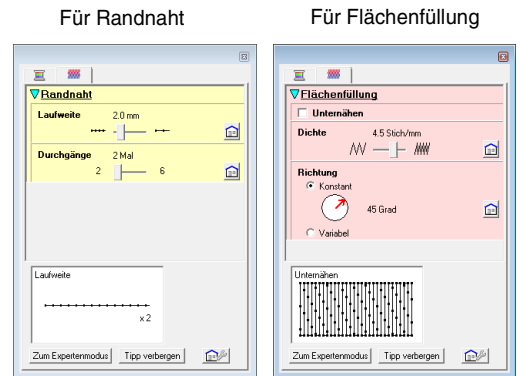 Für Randnaht
Randnaht
Laufweite 2.0 mm
Durchgänge 2 Mal
2 6
Laufweite
x 2
Zum Expertenmodus Tipp verbergen
Für Flächenfüllung
Flächenfüllung
Unternähen
Dichte 4.5 Stich/mm
Richtung
Konstant
45 Grad
Variabel
Unternähen
Zum Expertenmodus Tipp verbergen